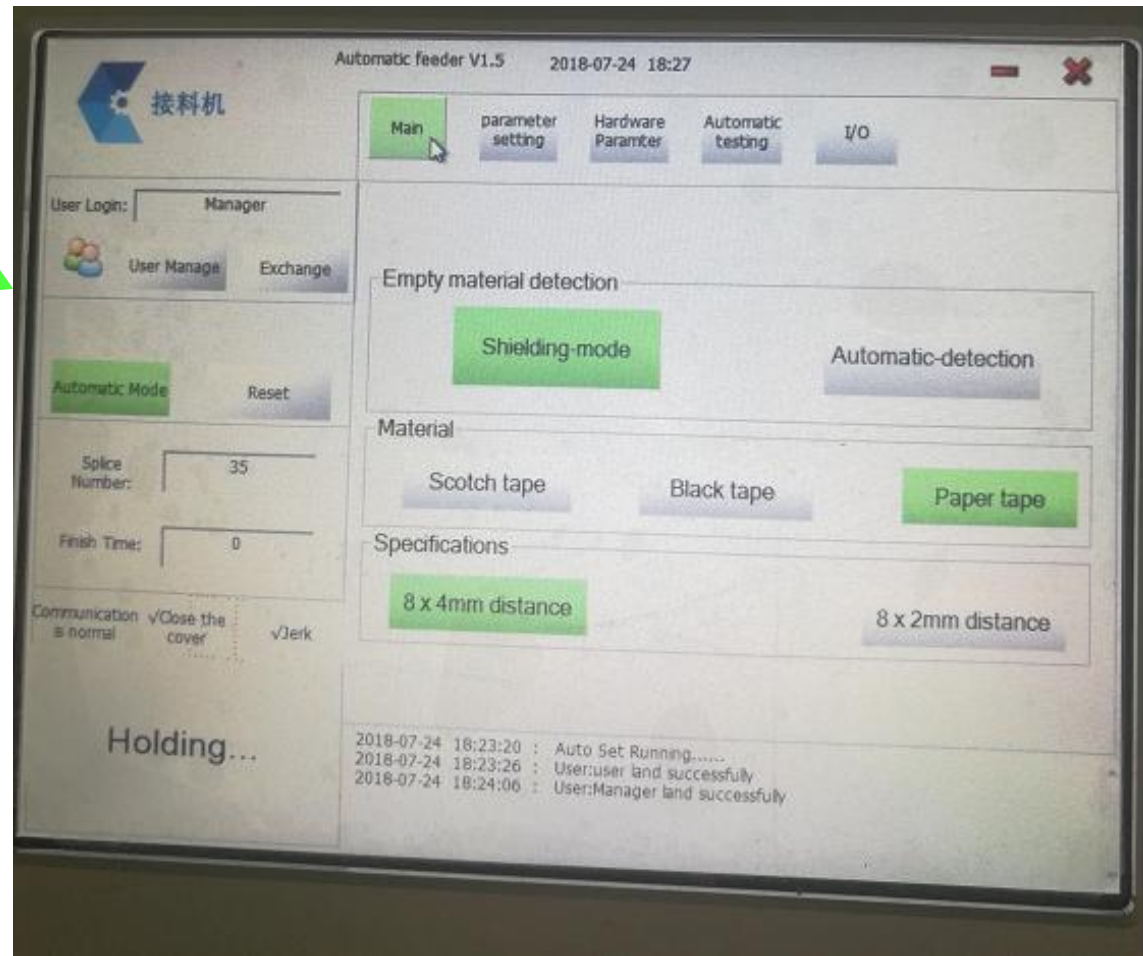 Automatic feeder V1.5 2018-07-24 18:27
接料机
Main
parameter
setting
Hardware
Paramter
Automatic
testing
I/O
User Login: Manager
User Manage Exchange
Automatic Mode Reset
Splice
Number: 35
Finish Time: 0
Communication
is normal
√Close the
cover
√Jerk
Holding...
Empty material detection
Shielding-mode Automatic-detection
Material
Scotch tape Black tape Paper tape
Specifications
8 x 4mm distance 8 x 2mm distance
2018-07-24 18:23:20 : Auto Set Running......
2018-07-24 18:23:26 : User:user land successfully
2018-07-24 18:24:06 : User:Manager land successfully